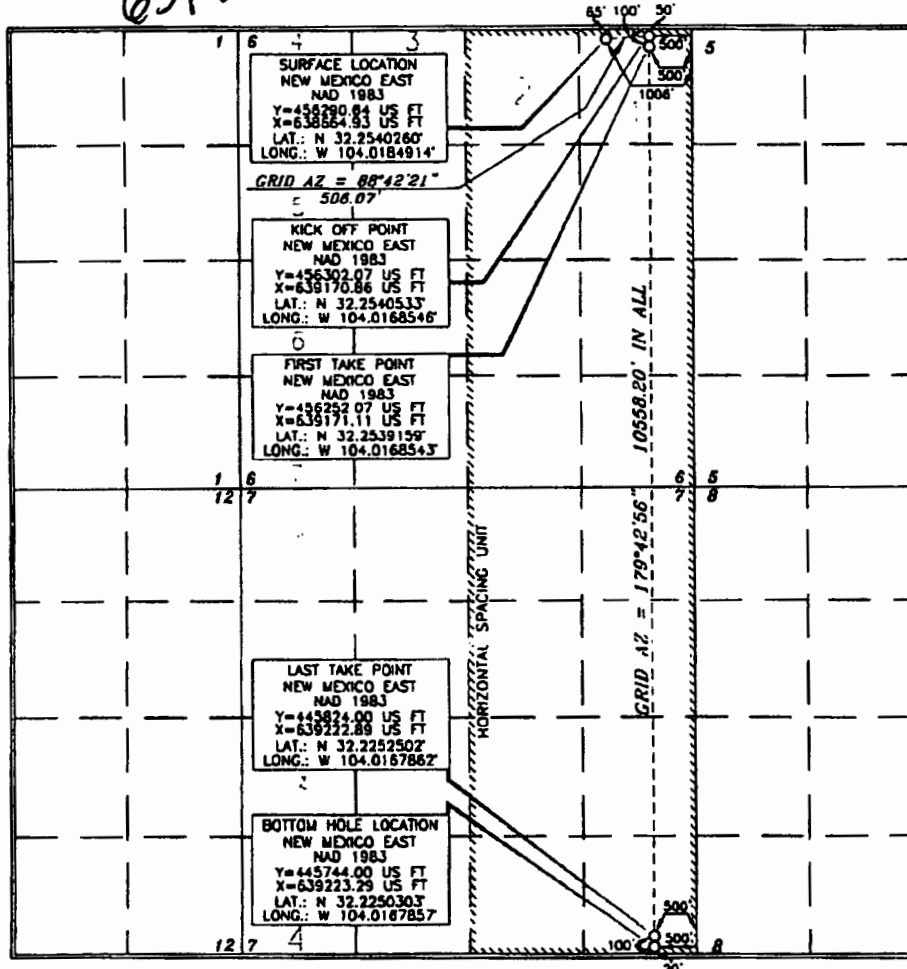 65' 100' 50'
1 6 4 3 500' 5
500'
1006'
SURFACE LOCATION
NEW MEXICO EAST
NAD 1983
Y=456290.64 US FT
X=638664.93 US FT
LAT.: N 32.2540260°
LONG.: W 104.0184914°
GRID AZ = 88°42'21"
506.07'
5
KICK OFF POINT
NEW MEXICO EAST
NAD 1983
Y=456302.07 US FT
X=639170.86 US FT
LAT.: N 32.2540533°
LONG.: W 104.0168546°
6
FIRST TAKE POINT
NEW MEXICO EAST
NAD 1983
Y=456252.07 US FT
X=639171.11 US FT
LAT.: N 32.2539159°
LONG.: W 104.0168543°
10558.20' IN ALL
GRID AZ = 179°42'56"
1 6 6 5
12 7 7 8
HORIZONTAL SPACING UNIT
LAST TAKE POINT
NEW MEXICO EAST
NAD 1983
Y=445824.00 US FT
X=639222.89 US FT
LAT.: N 32.2252502°
LONG.: W 104.0167862°
BOTTOM HOLE LOCATION
NEW MEXICO EAST
NAD 1983
Y=445744.00 US FT
X=639223.29 US FT
LAT.: N 32.2250303°
LONG.: W 104.0167857°
500'
12 7 4 100' 500' 8